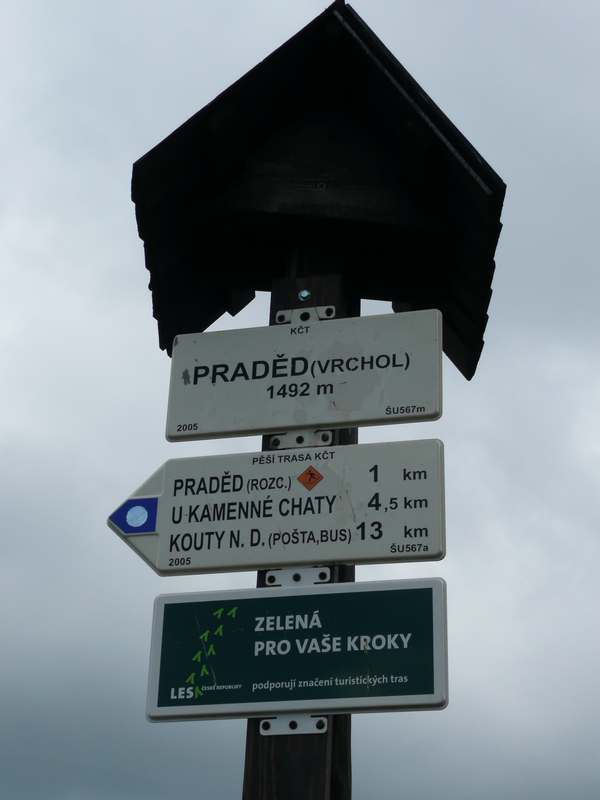 KČT
PRADĚD (VRCHOL)
1492 m
2005 ŠU567m
PĚŠÍ TRASA KČT
PRADĚD (ROZC.) 1 km
U KAMENNÉ CHATY 4,5 km
KOUTY N. D. (POŠTA,BUS) 13 km
2005 ŠU567a
ZELENÁ
PRO VAŠE KROKY
LESY ČESKÉ REPUBLIKY
podporují značení turistických tras